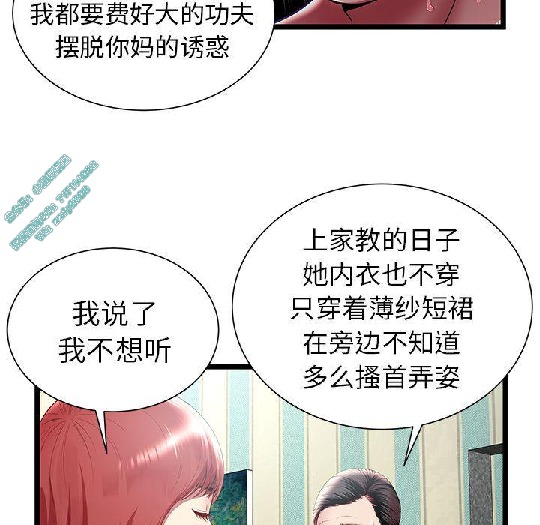 我都要费好大的功夫
摆脱你妈的诱惑
上家教的日子
她内衣也不穿
只穿着薄纱短裙
在旁边不知道
多么搔首弄姿
我说了
我不想听